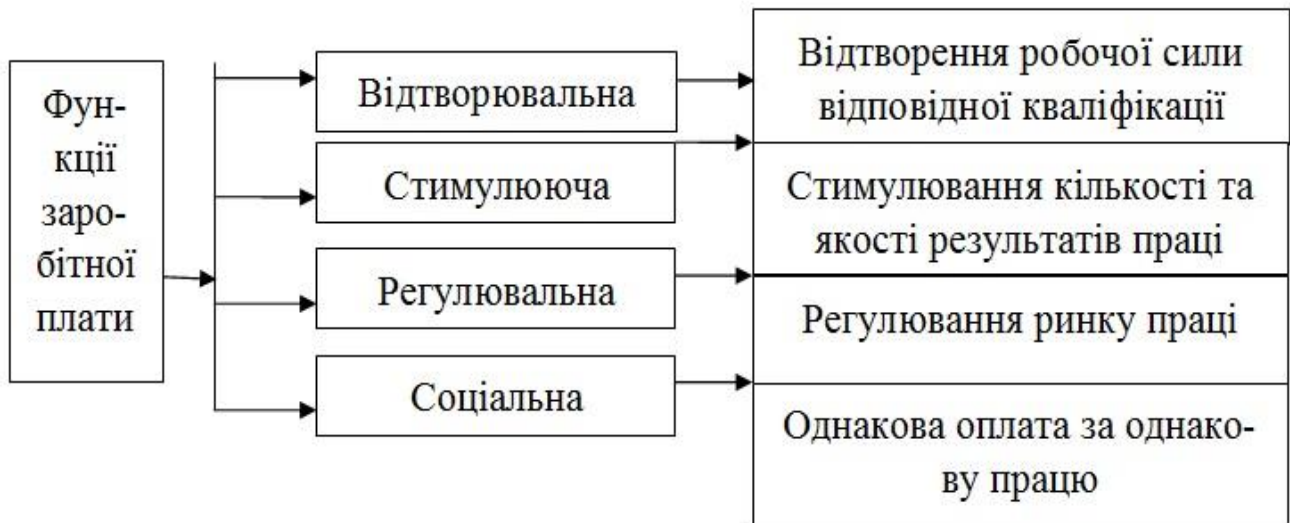 Фун-
кції
заро-
бітної
плати
Відтворювальна
Відтворення робочої сили
відповідної кваліфікації
Стимулююча
Стимулювання кількості та
якості результатів праці
Регулювальна
Регулювання ринку праці
Соціальна
Однакова оплата за однако-
ву працю